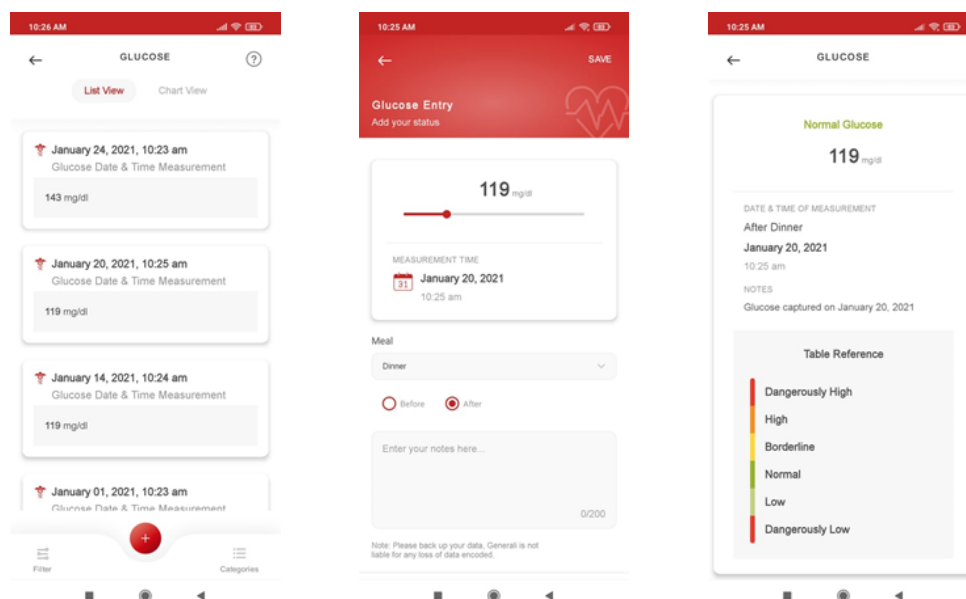 10:26 AM
83
GLUCOSE
?
List View
Chart View
January 24, 2021, 10:23 am
Glucose Date & Time Measurement
143 mg/dl
January 20, 2021, 10:25 am
Glucose Date & Time Measurement
119 mg/dl
January 14, 2021, 10:24 am
Glucose Date & Time Measurement
119 mg/dl
January 01, 2021, 10:23 am
Glucose Date & Time Measurement
+
Filter
Categories
10:25 AM
83
SAVE
Glucose Entry
Add your status
119 mg/dl
MEASUREMENT TIME
31
January 20, 2021
10:25 am
Meal
Dinner
Before
After
Enter your notes here...
0/200
Note: Please back up your data, Generali is not
liable for any loss of data encoded.
10:25 AM
83
GLUCOSE
Normal Glucose
119 mg/dl
DATE & TIME OF MEASUREMENT
After Dinner
January 20, 2021
10:25 am
NOTES
Glucose captured on January 20, 2021
Table Reference
Dangerously High
High
Borderline
Normal
Low
Dangerously Low